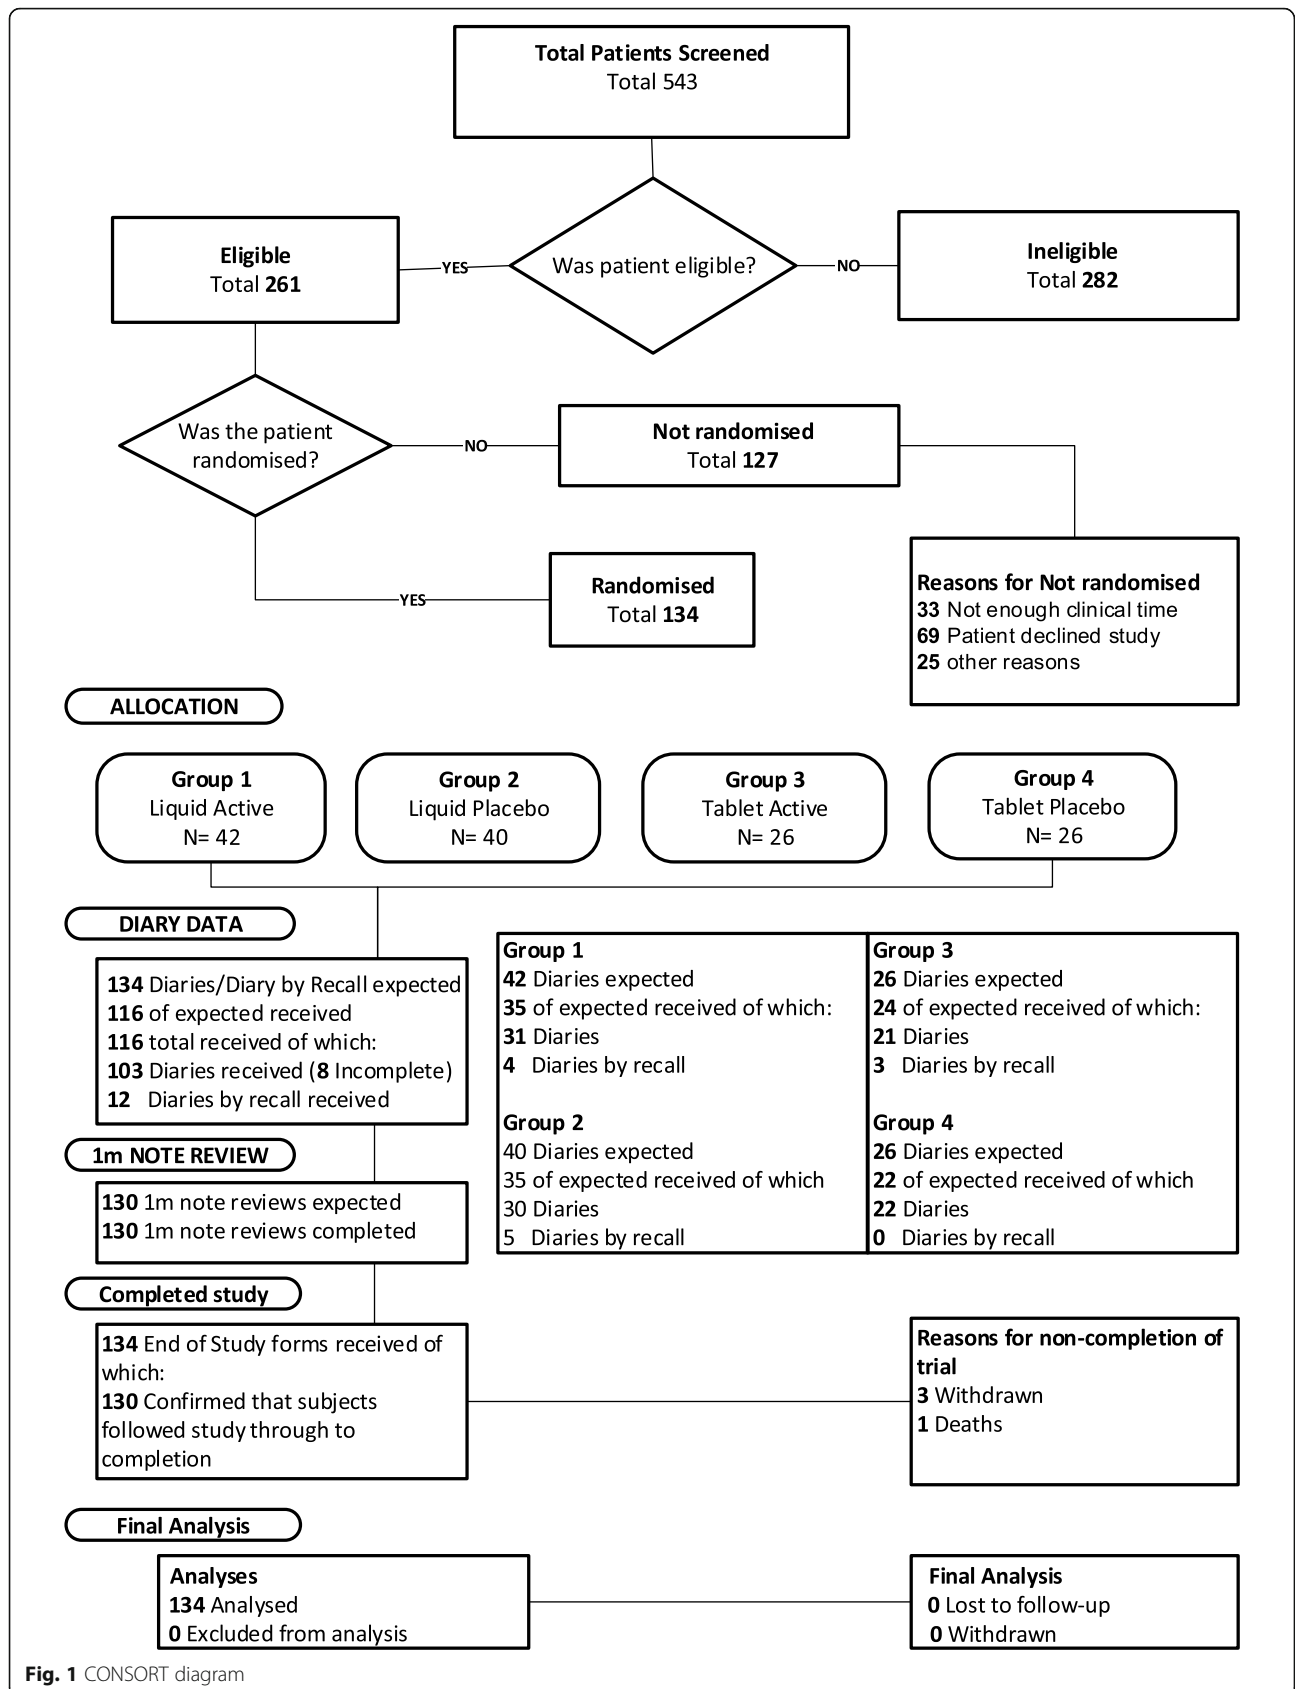 Total Patients Screened
Total 543
Was patient eligible?
YES
NO
Eligible
Total 261
Ineligible
Total 282
Was the patient
randomised?
NO
Not randomised
Total 127
YES
Randomised
Total 134
Reasons for Not randomised
33 Not enough clinical time
69 Patient declined study
25 other reasons
ALLOCATION
Group 1
Liquid Active
N= 42
Group 2
Liquid Placebo
N= 40
Group 3
Tablet Active
N= 26
Group 4
Tablet Placebo
N= 26
DIARY DATA
134 Diaries/Diary by Recall expected
116 of expected received
116 total received of which:
103 Diaries received (8 Incomplete)
12 Diaries by recall received
Group 1
42 Diaries expected
35 of expected received of which:
31 Diaries
4 Diaries by recall
Group 2
40 Diaries expected
35 of expected received of which
30 Diaries
5 Diaries by recall
Group 3
26 Diaries expected
24 of expected received of which:
21 Diaries
3 Diaries by recall
Group 4
26 Diaries expected
22 of expected received of which
22 Diaries
0 Diaries by recall
1m NOTE REVIEW
130 1m note reviews expected
130 1m note reviews completed
Completed study
134 End of Study forms received of
which:
130 Confirmed that subjects
followed study through to
completion
Reasons for non-completion of
trial
3 Withdrawn
1 Deaths
Final Analysis
Analyses
134 Analysed
0 Excluded from analysis
Final Analysis
0 Lost to follow-up
0 Withdrawn
Fig. 1 CONSORT diagram